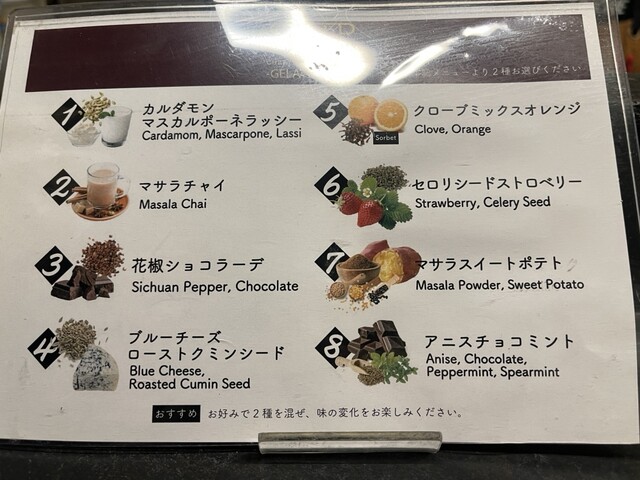 メニューより2種お選びください
1
カルダモン
マスカルポーネラッシー
Cardamom, Mascarpone, Lassi
2
マサラチャイ
Masala Chai
3
花椒ショコラーデ
Sichuan Pepper, Chocolate
4
ブルーチーズ
ローストクミンシード
Blue Cheese,
Roasted Cumin Seed
5
Sorbet
クローブミックスオレンジ
Clove, Orange
6
セロリシードストロベリー
Strawberry, Celery Seed
7
マサラスイートポテト
Masala Powder, Sweet Potato
8
アニスチョコミント
Anise, Chocolate,
Peppermint, Spearmint
おすすめ お好みで2種を混ぜ、味の変化をお楽しみください。